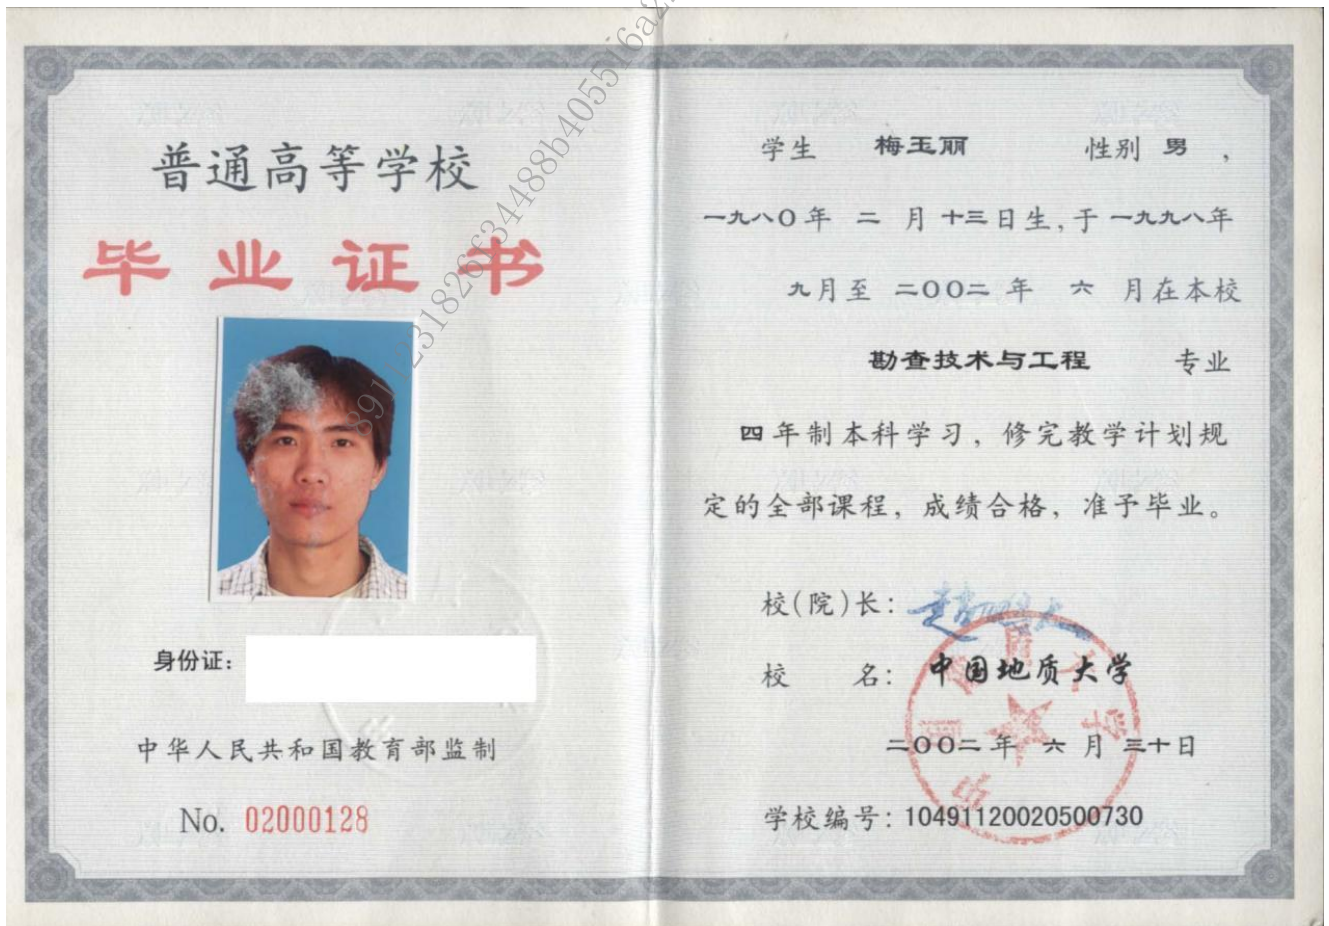 普通高等学校
毕业证书
身份证：
中华人民共和国教育部监制
No. 02000128
学生 梅玉丽 性别 男，
一九八〇年 二 月 十三日生，于 一九九八年
九月至 二〇〇二 年 六 月在本校
勘查技术与工程 专业
四年制本科学习，修完教学计划规
定的全部课程，成绩合格，准予毕业。
校（院）长：
校 名：中国地质大学
二〇〇二年 六 月 三十日
学校编号：10491120020500730